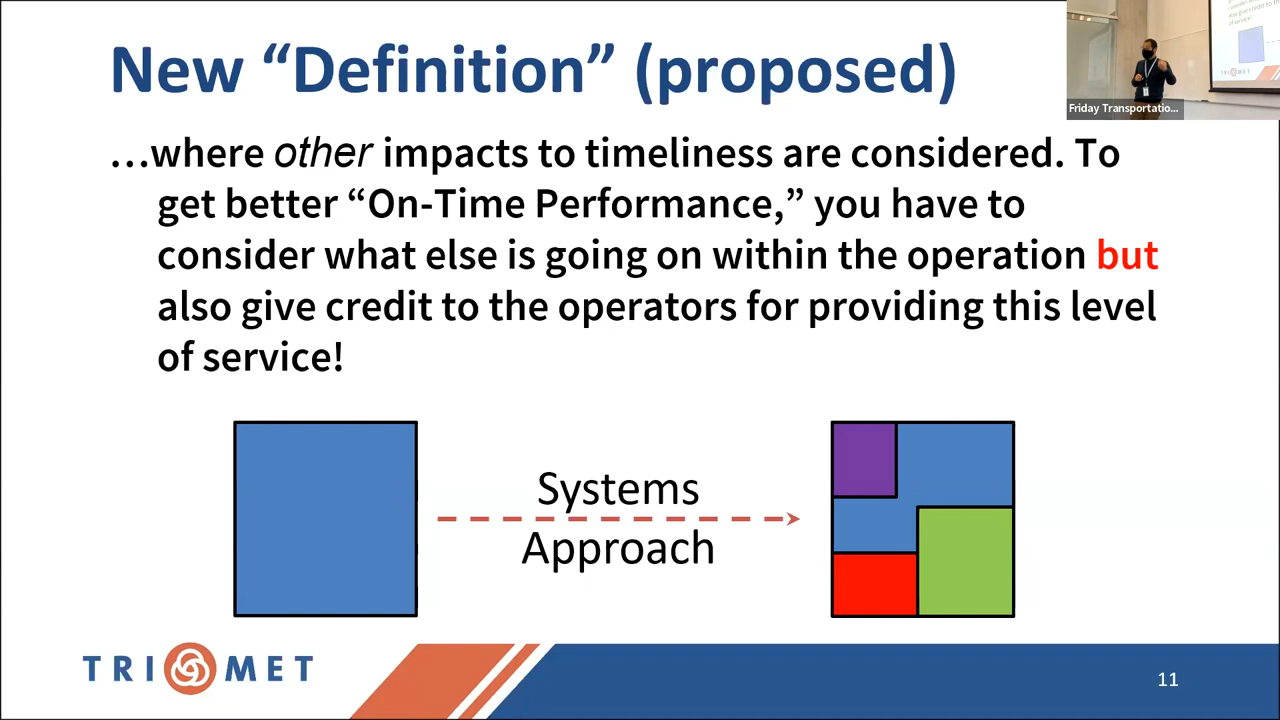 New “Definition” (proposed)
Friday Transportatio...
…where other impacts to timeliness are considered. To
get better “On-Time Performance,” you have to
consider what else is going on within the operation but
also give credit to the operators for providing this level
of service!
Systems
Approach
TRI MET
11